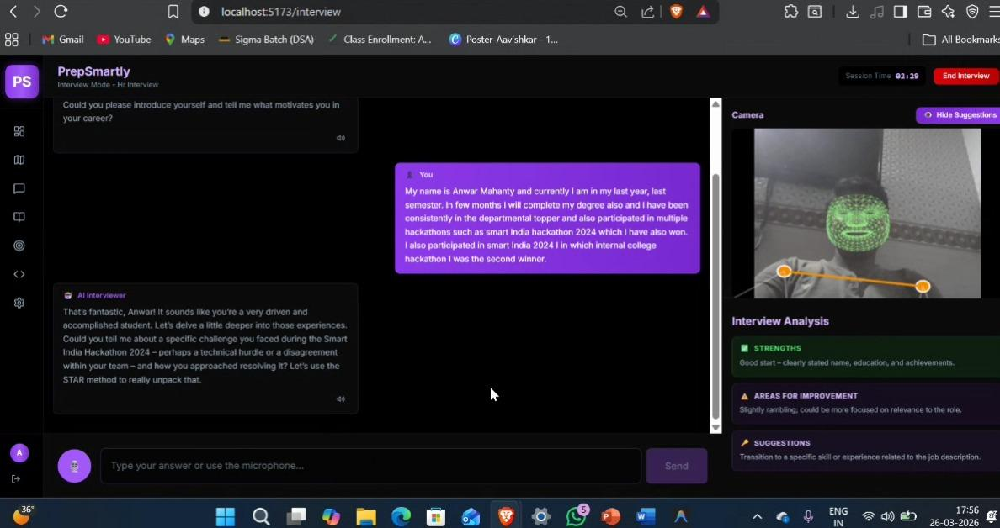 localhost:5173/interview
Gmail
YouTube
Maps
Sigma Batch (DSA)
Class Enrollment: A...
Poster-Aavishkar - 1...
All Bookmarks
PS
PrepSmartly
Interview Mode - Hr Interview
Session Time 02:29
End Interview
Could you please introduce yourself and tell me what motivates you in
your career?
You
My name is Anwar Mahanty and currently I am in my last year, last
semester. In few months I will complete my degree also and I have been
consistently in the departmental topper and also participated in multiple
hackathons such as smart India hackathon 2024 which I have also won.
I also participated in smart India 2024 I in which internal college
hackathon I was the second winner.
AI Interviewer
That's fantastic, Anwar! It sounds like you're a very driven and
accomplished student. Let's delve a little deeper into those experiences.
Could you tell me about a specific challenge you faced during the Smart
India Hackathon 2024 – perhaps a technical hurdle or a disagreement
within your team – and how you approached resolving it? Let's use the
STAR method to really unpack that.
Type your answer or use the microphone...
Send
Camera
Hide Suggestions
Interview Analysis
STRENGTHS
Good start – clearly stated name, education, and achievements.
AREAS FOR IMPROVEMENT
Slightly rambling; could be more focused on relevance to the role.
SUGGESTIONS
Transition to a specific skill or experience related to the job description.
A
36°
5
ENG
IN
17:56
26-03-2026